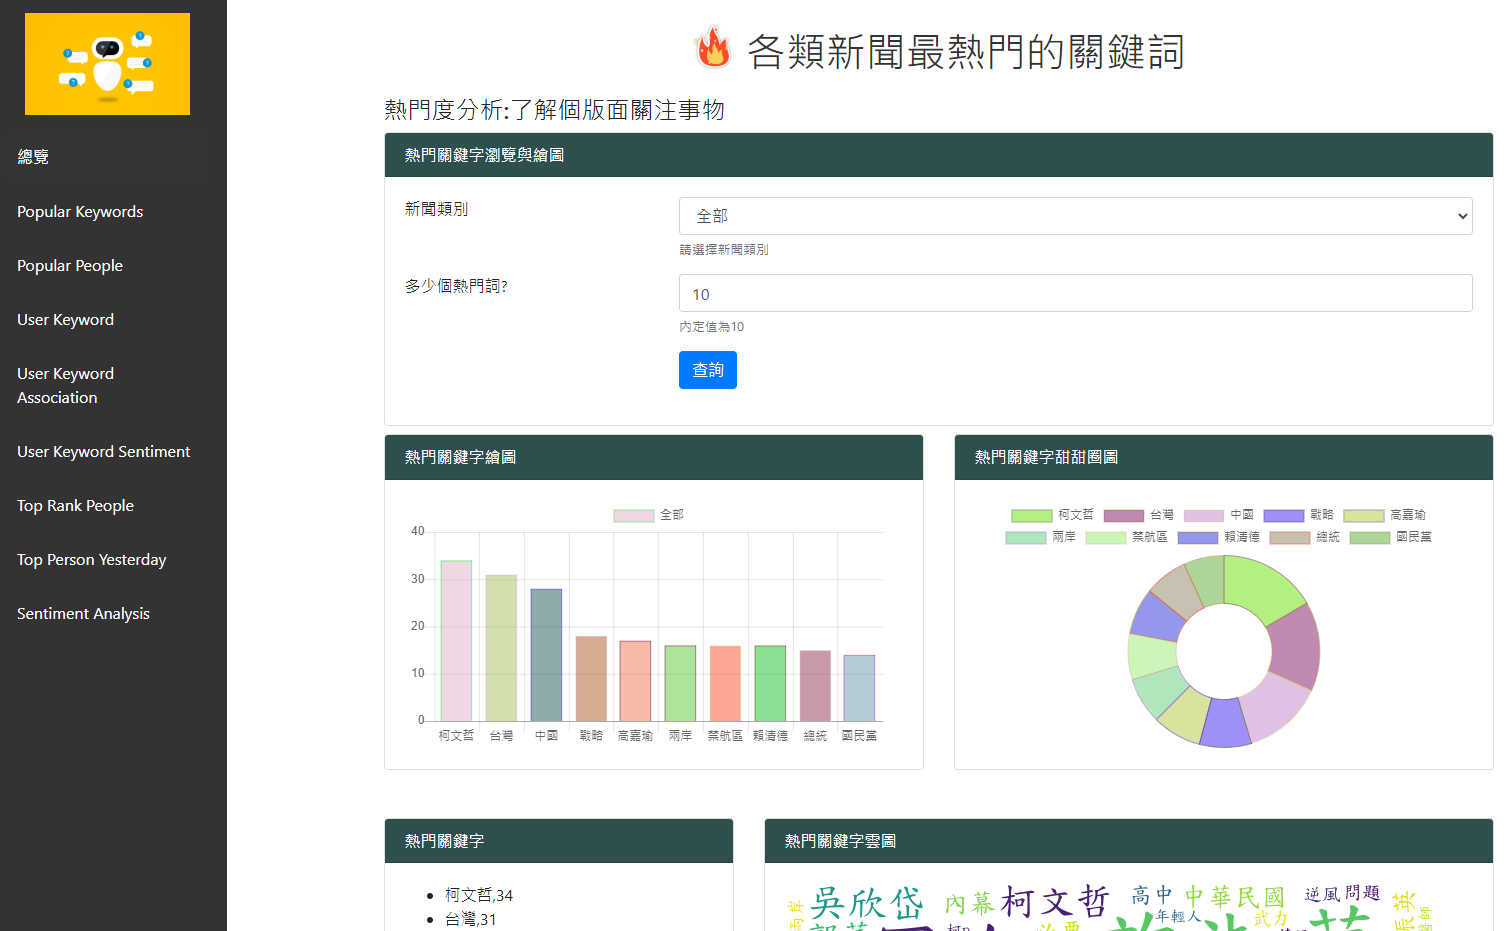 各類新聞最熱門的關鍵詞
總覽
Popular Keywords
Popular People
User Keyword
User Keyword
Association
User Keyword Sentiment
Top Rank People
Top Person Yesterday
Sentiment Analysis
熱門度分析:了解個版面關注事物
熱門關鍵字瀏覽與繪圖
新聞類別
全部
請選擇新聞類別
多少個熱門詞?
10
內定值為10
查詢
熱門關鍵字繪圖
全部
40
30
20
10
0
柯文哲 台灣 中國 戰略 高嘉瑜 兩岸 禁航區 賴清德 總統 國民黨
熱門關鍵字甜甜圈圖
柯文哲 台灣 中國 戰略 高嘉瑜
兩岸 禁航區 賴清德 總統 國民黨
熱門關鍵字
柯文哲,34
台灣,31
熱門關鍵字雲圖
兩岸
吳欣岱
內幕
柯文哲
高中
中華民國
逆風
問題
年輕人
武力